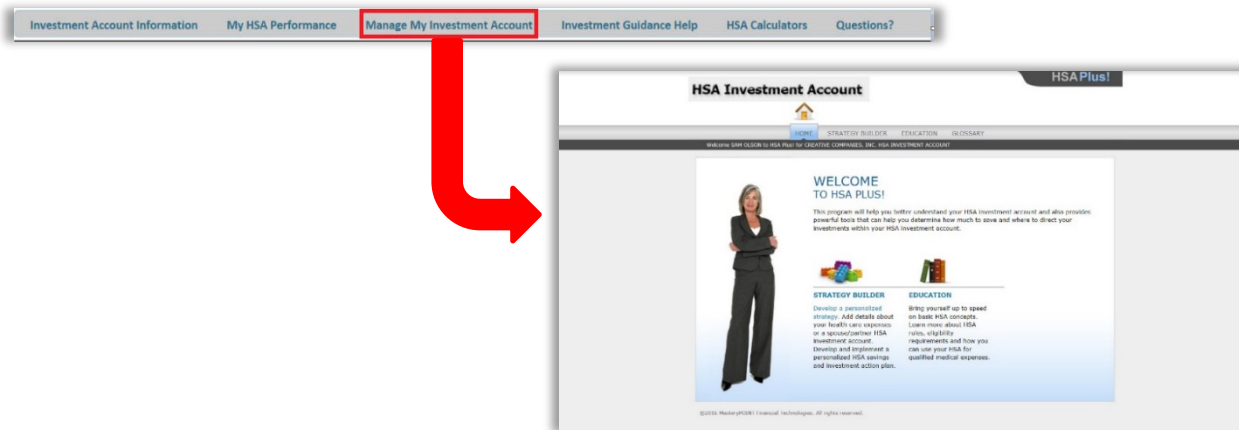 Investment Account Information My HSA Performance Manage My Investment Account Investment Guidance Help HSA Calculators Questions?
HSAPlus!
HSA Investment Account
HOME STRATEGY BUILDER EDUCATION GLOSSARY
Welcome SAM OLSON to HSA Plus! for CREATIVE COMPANIES, INC. HSA INVESTMENT ACCOUNT
WELCOME
TO HSA PLUS!
This program will help you better understand your HSA investment account and also provides
powerful tools that can help you determine how much to save and where to direct your
investments within your HSA investment account.
STRATEGY BUILDER
Develop a personalized
strategy. Add details about
your health care expenses
or a spouse/partner HSA
investment account.
Develop and implement a
personalized HSA savings
and investment action plan.
EDUCATION
Bring yourself up to speed
on basic HSA concepts.
Learn more about HSA
rules, eligibility
requirements and how you
can use your HSA for
qualified medical expenses.
©2016 MasteryPOINT Financial Technologies. All rights reserved.